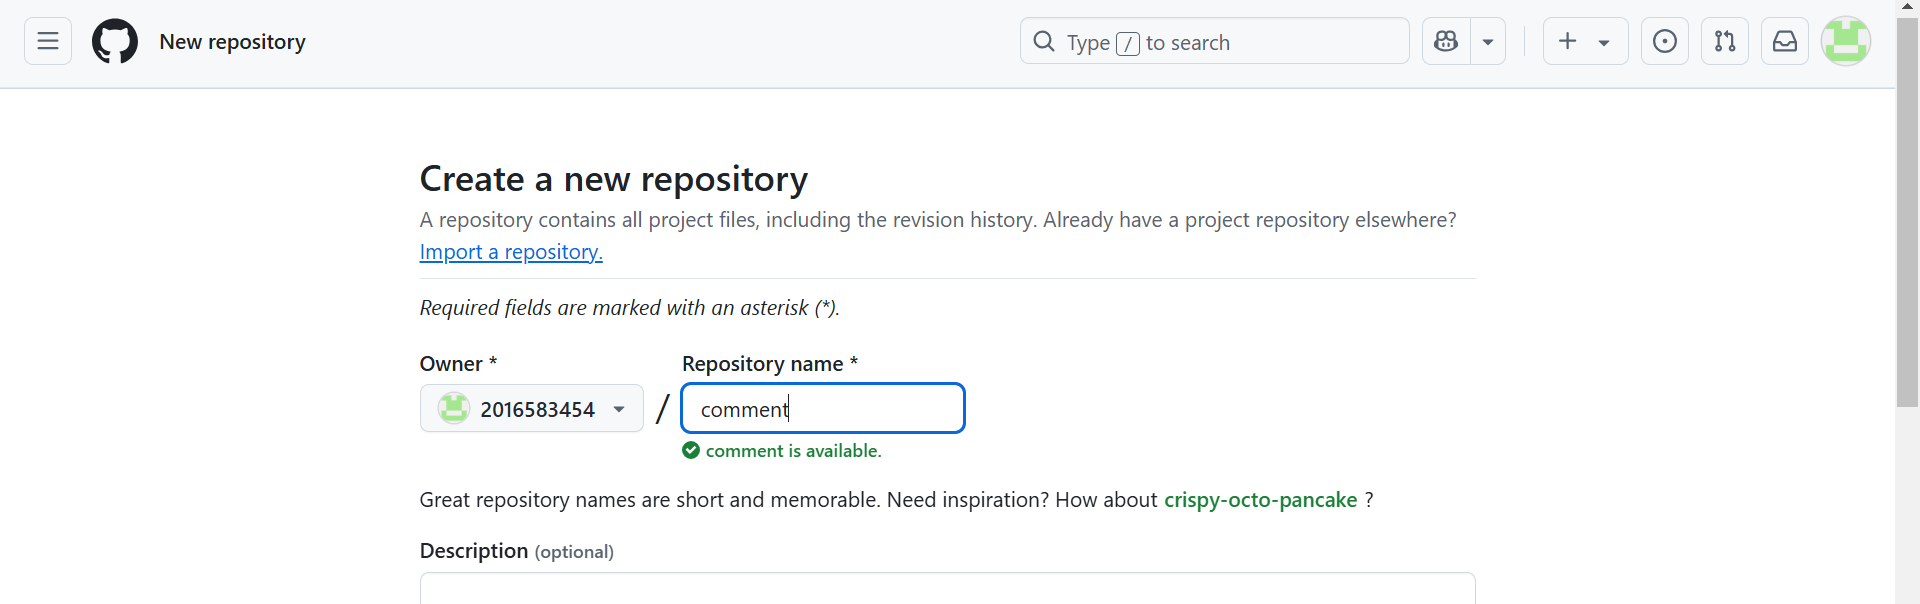 New repository
Type / to search
Create a new repository
A repository contains all project files, including the revision history. Already have a project repository elsewhere?
Import a repository.
Required fields are marked with an asterisk (*).
Owner * Repository name *
2016583454 / comment
comment is available.
Great repository names are short and memorable. Need inspiration? How about crispy-octo-pancake ?
Description (optional)